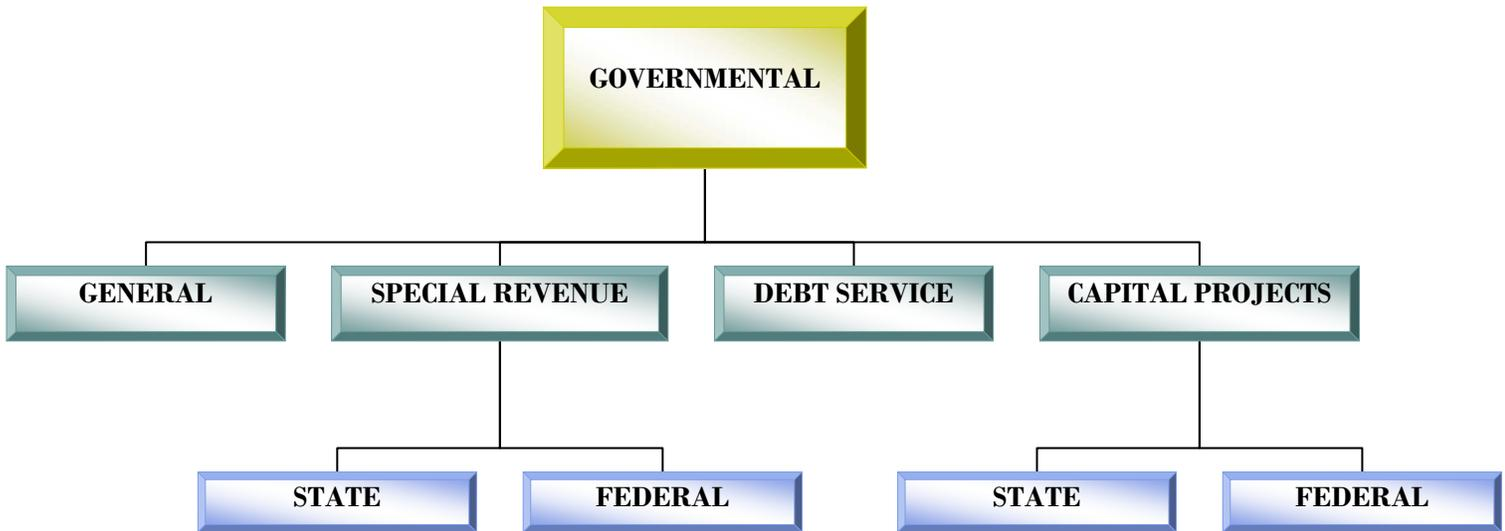 GOVERNMENTAL
GENERAL
SPECIAL REVENUE
DEBT SERVICE
CAPITAL PROJECTS
STATE
FEDERAL
STATE
FEDERAL